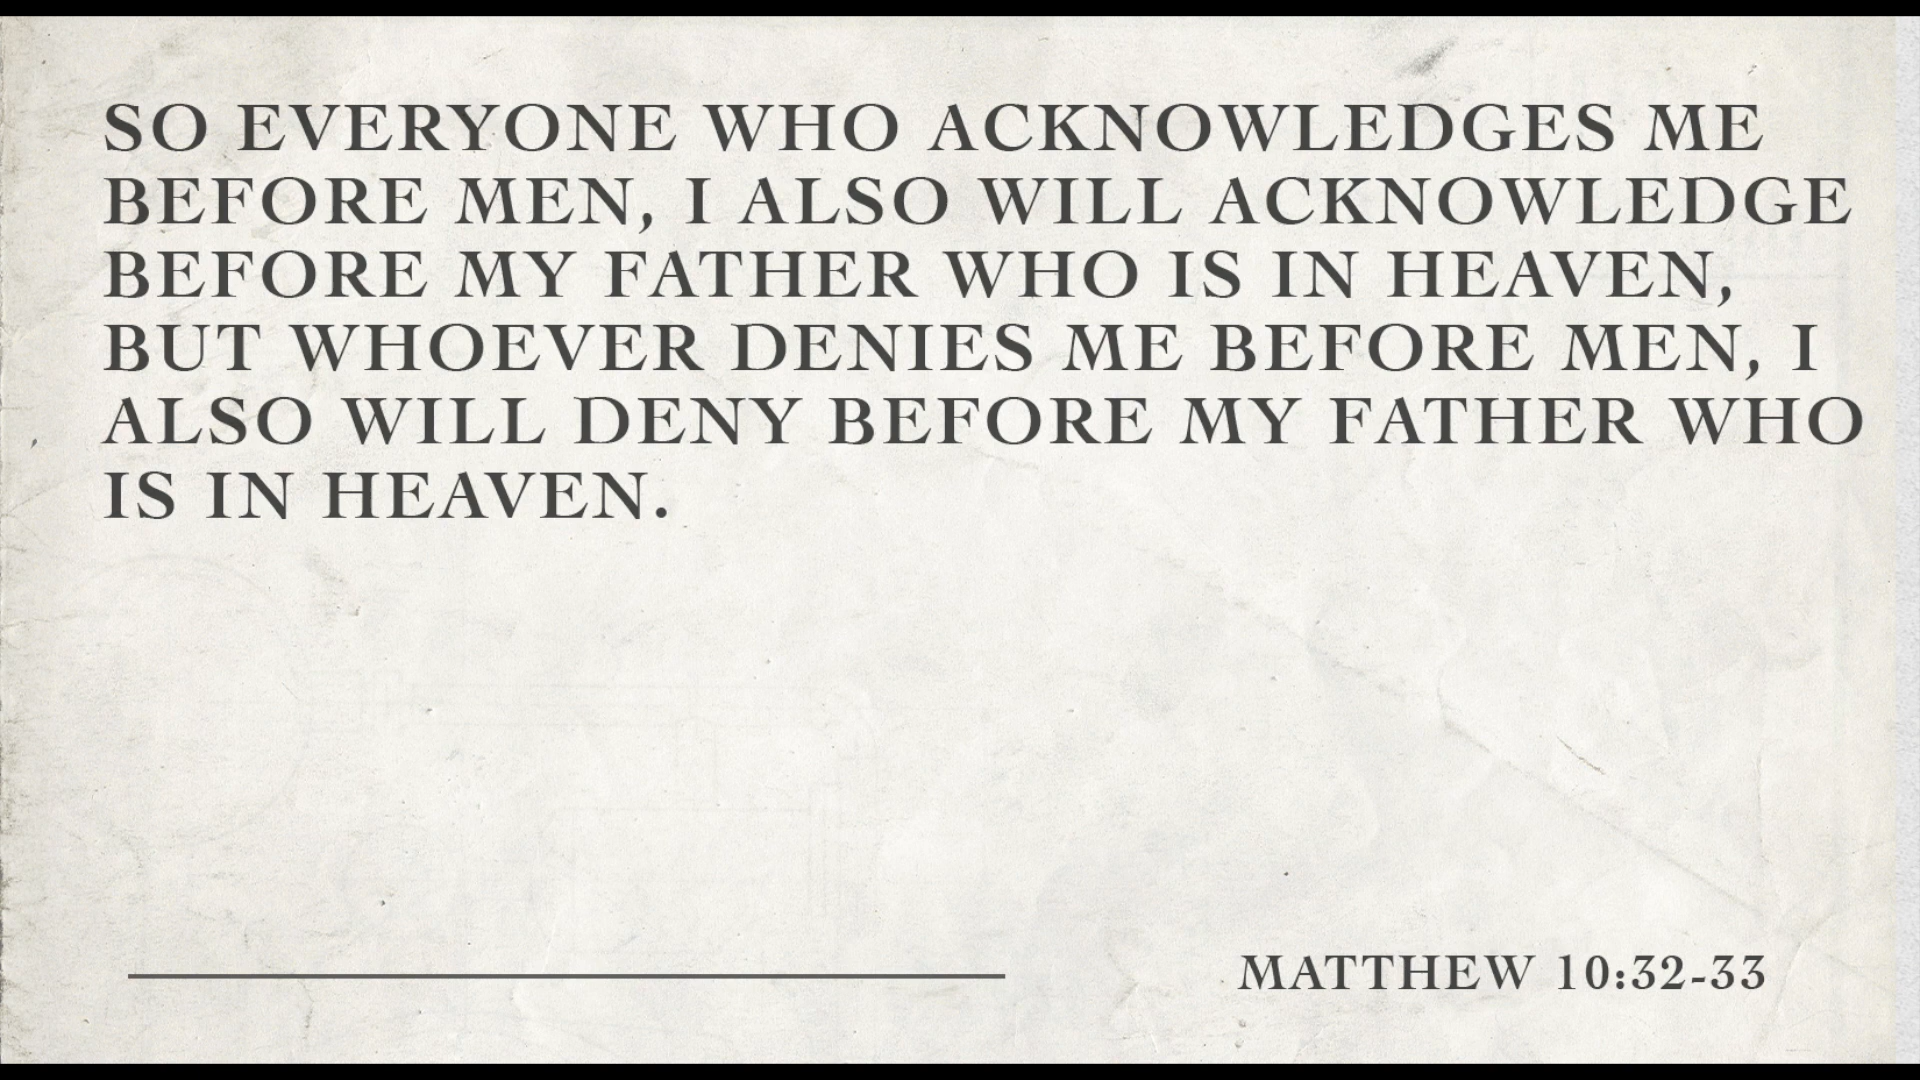 SO EVERYONE WHO ACKNOWLEDGES ME
BEFORE MEN, I ALSO WILL ACKNOWLEDGE
BEFORE MY FATHER WHO IS IN HEAVEN,
BUT WHOEVER DENIES ME BEFORE MEN, I
ALSO WILL DENY BEFORE MY FATHER WHO
IS IN HEAVEN.
MATTHEW 10:32-33